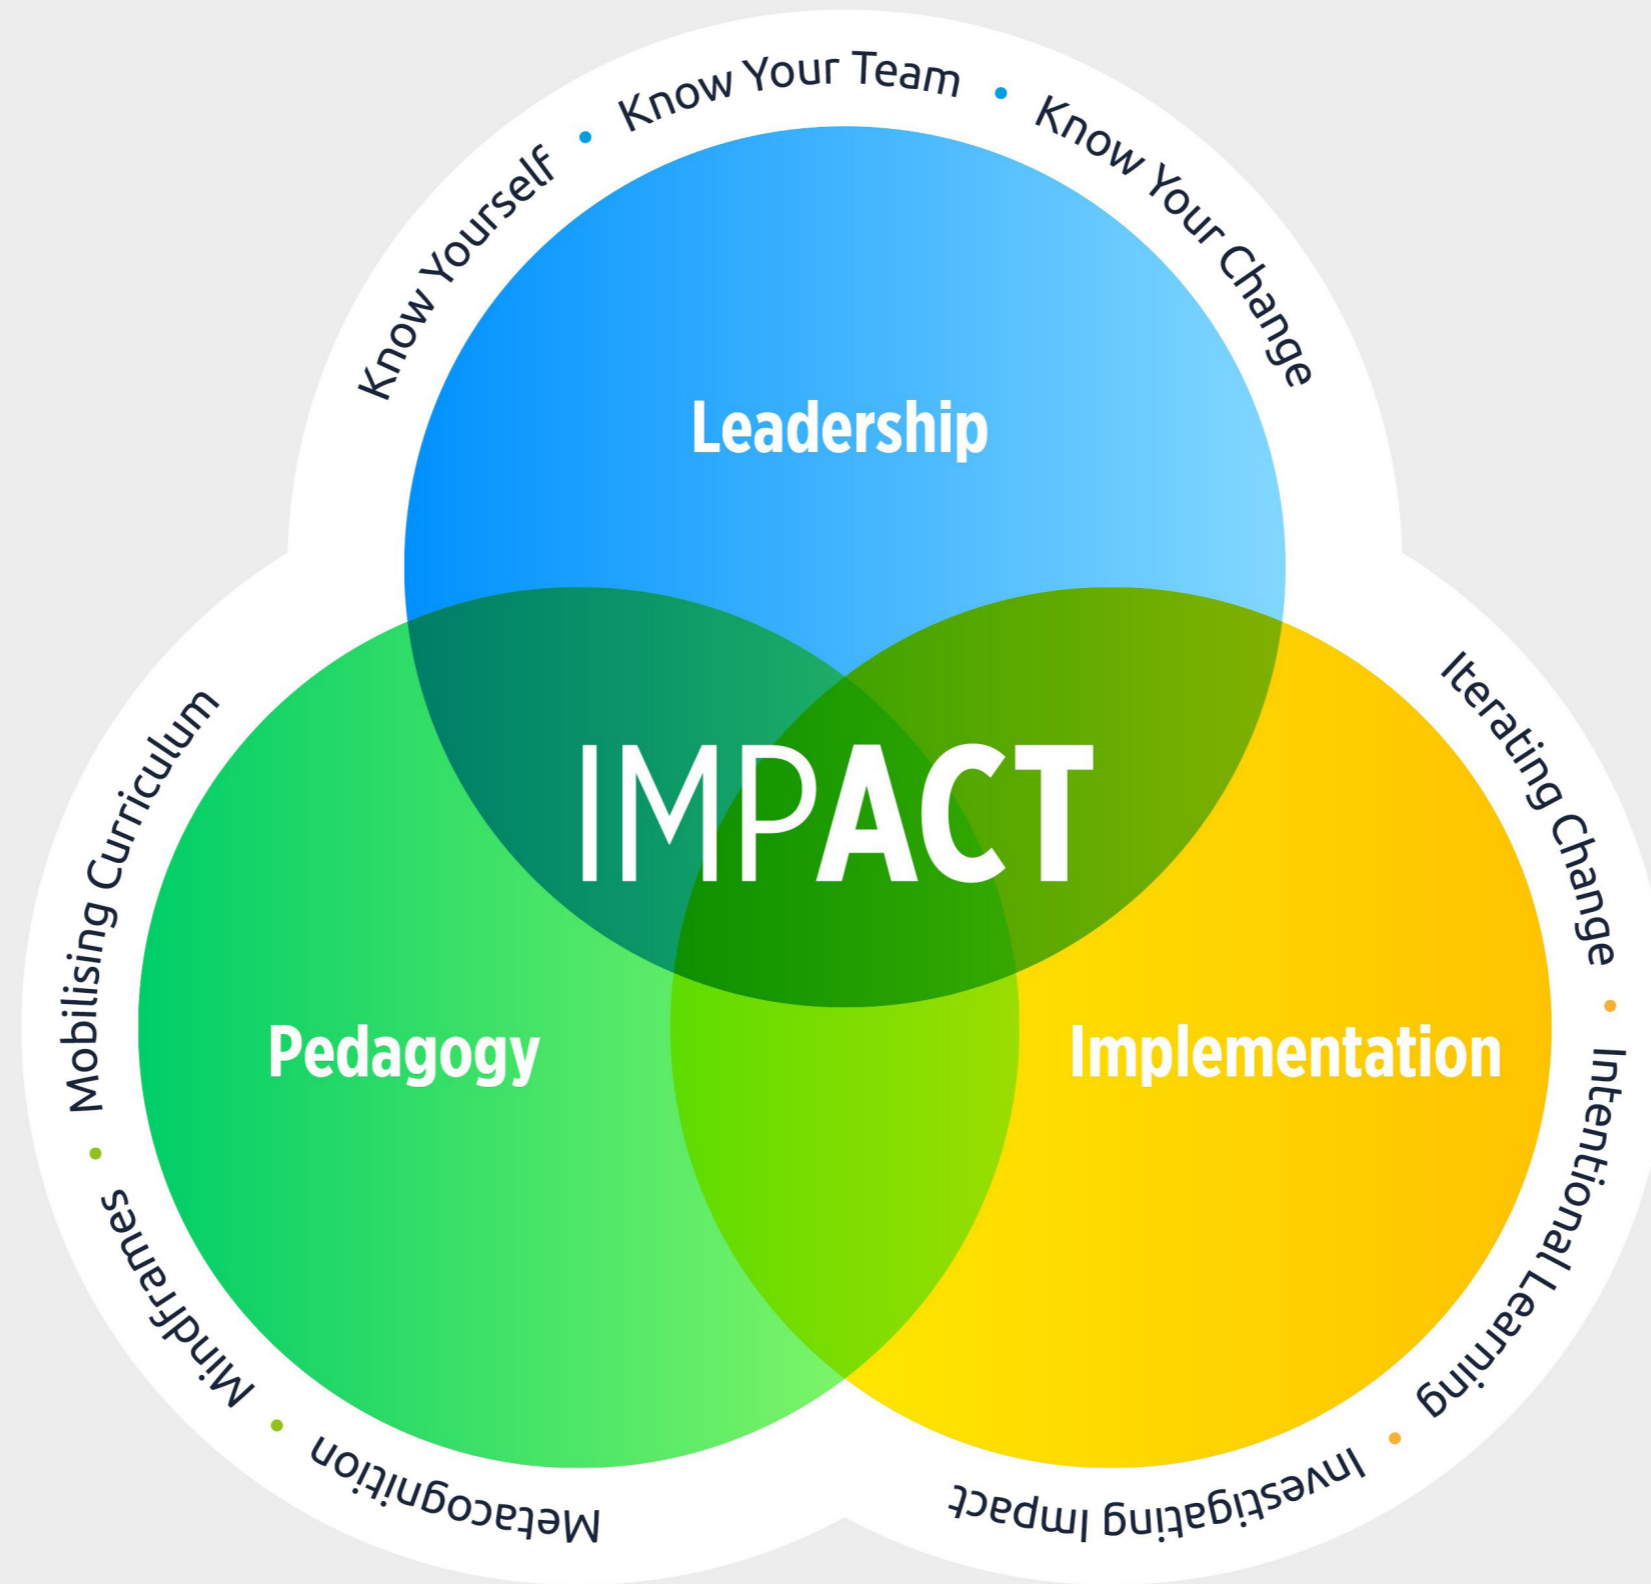 Know Yourself • Know Your Team • Know Your Change
Leadership
IMPACT
Pedagogy
Implementation
Metacognition • Mindframes • Mobilising Curriculum
Iterating Change • Intentional Learning • Investigating Impact